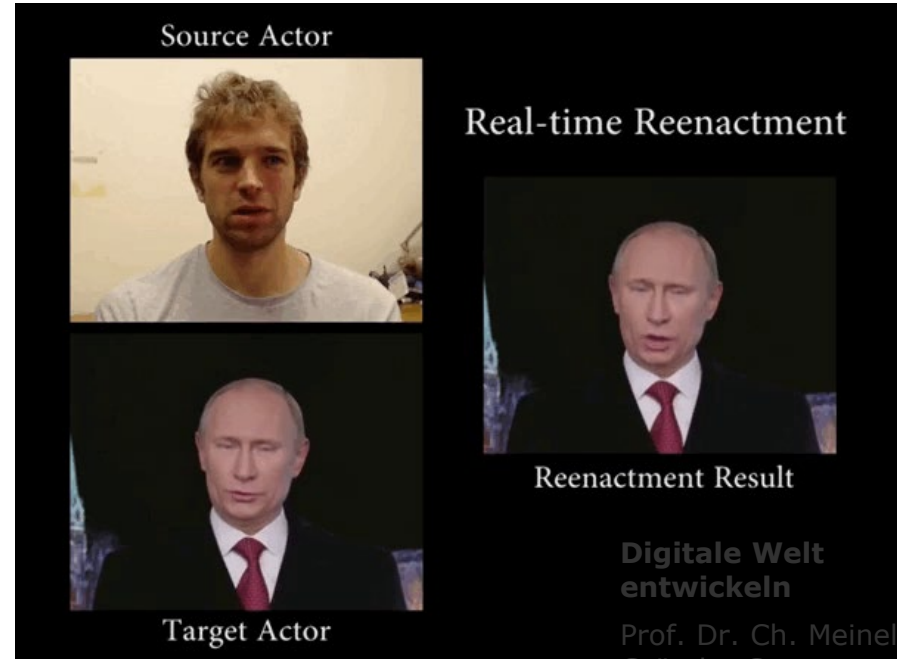 Source Actor
Real-time Reenactment
Reenactment Result
Target Actor
Digitale Welt
entwickeln
Prof. Dr. Ch. Meinel